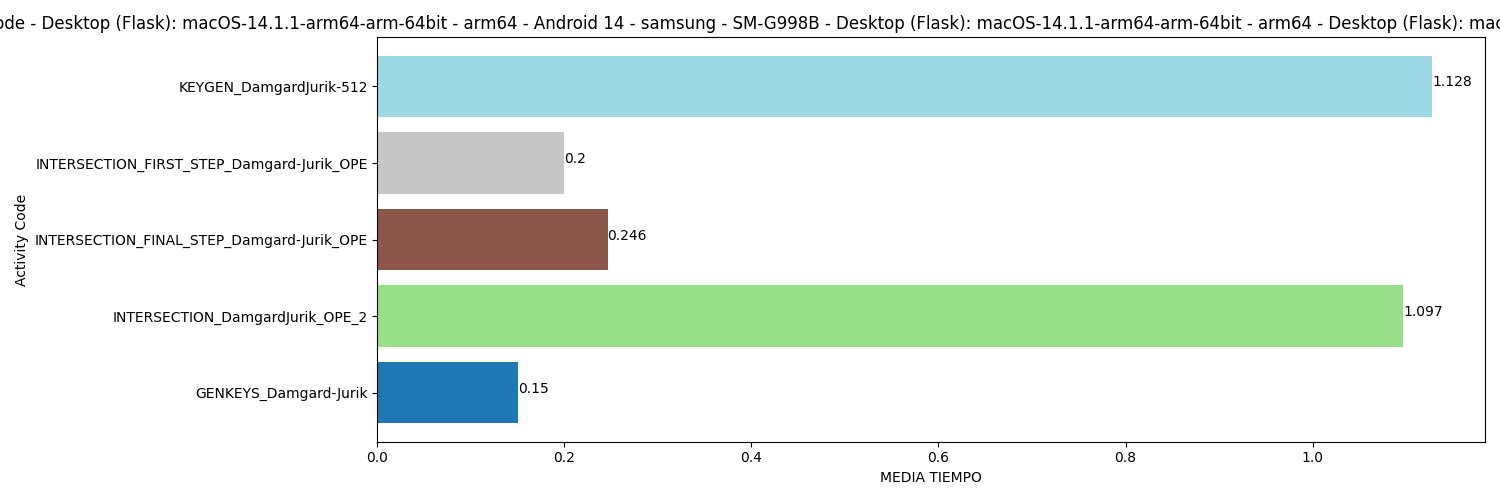 ode - Desktop (Flask): macOS-14.1.1-arm64-arm-64bit - arm64 - Android 14 - samsung - SM-G998B - Desktop (Flask): macOS-14.1.1-arm64-arm-64bit - arm64 - Desktop (Flask): mac
KEYGEN_DamgardJurik-512
1.128
INTERSECTION_FIRST_STEP_Damgard-Jurik_OPE
0.2
INTERSECTION_FINAL_STEP_Damgard-Jurik_OPE
0.246
INTERSECTION_DamgardJurik_OPE_2
1.097
GENKEYS_Damgard-Jurik
0.15
Activity Code
0.0 0.2 0.4 0.6 0.8 1.0
MEDIA TIEMPO